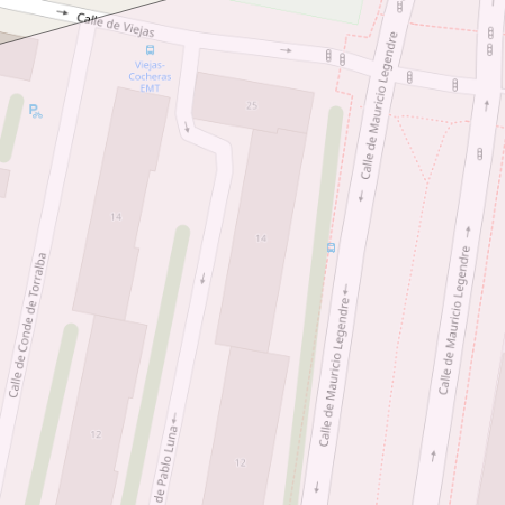 Calle de Viejas
Viejas-
Cocheras
EMT
25
Calle de Mauricio Legendre
14
14
Calle de Conde de Torralba
Calle de Mauricio Legendre
Calle de Mauricio Legendre
12
12
de Pablo Luna